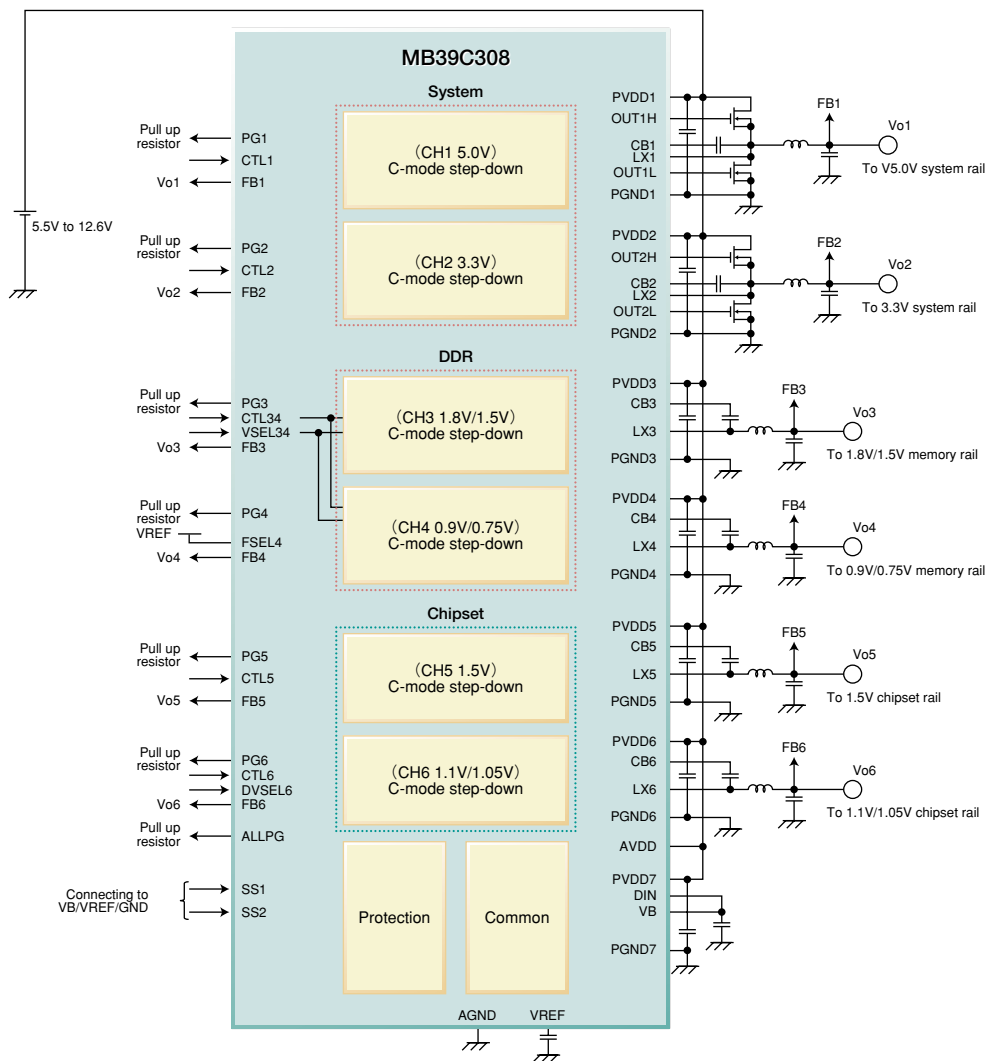 MB39C308
System
(CH1 5.0V)
C-mode step-down
(CH2 3.3V)
C-mode step-down
DDR
(CH3 1.8V/1.5V)
C-mode step-down
(CH4 0.9V/0.75V)
C-mode step-down
Chipset
(CH5 1.5V)
C-mode step-down
(CH6 1.1V/1.05V)
C-mode step-down
Protection
Common
5.5V to 12.6V
Pull up
resistor
PG1
CTL1
Vo1
FB1
Pull up
resistor
PG2
CTL2
Vo2
FB2
Pull up
resistor
PG3
CTL34
VSEL34
Vo3
FB3
Pull up
resistor
PG4
VREF
FSEL4
Vo4
FB4
Pull up
resistor
PG5
CTL5
Vo5
FB5
Pull up
resistor
PG6
CTL6
DVSEL6
Vo6
FB6
Pull up
resistor
ALLPG
Connecting to
VB/VREF/GND
SS1
SS2
AGND
VREF
PVDD1
OUT1H
CB1
LX1
OUT1L
PGND1
FB1
Vo1
To V5.0V system rail
PVDD2
OUT2H
CB2
LX2
OUT2L
PGND2
FB2
Vo2
To 3.3V system rail
PVDD3
CB3
LX3
PGND3
FB3
Vo3
To 1.8V/1.5V memory rail
PVDD4
CB4
LX4
PGND4
FB4
Vo4
To 0.9V/0.75V memory rail
PVDD5
CB5
LX5
PGND5
FB5
Vo5
To 1.5V chipset rail
PVDD6
CB6
LX6
PGND6
FB6
Vo6
To 1.1V/1.05V chipset rail
AVDD
PVDD7
DIN
VB
PGND7